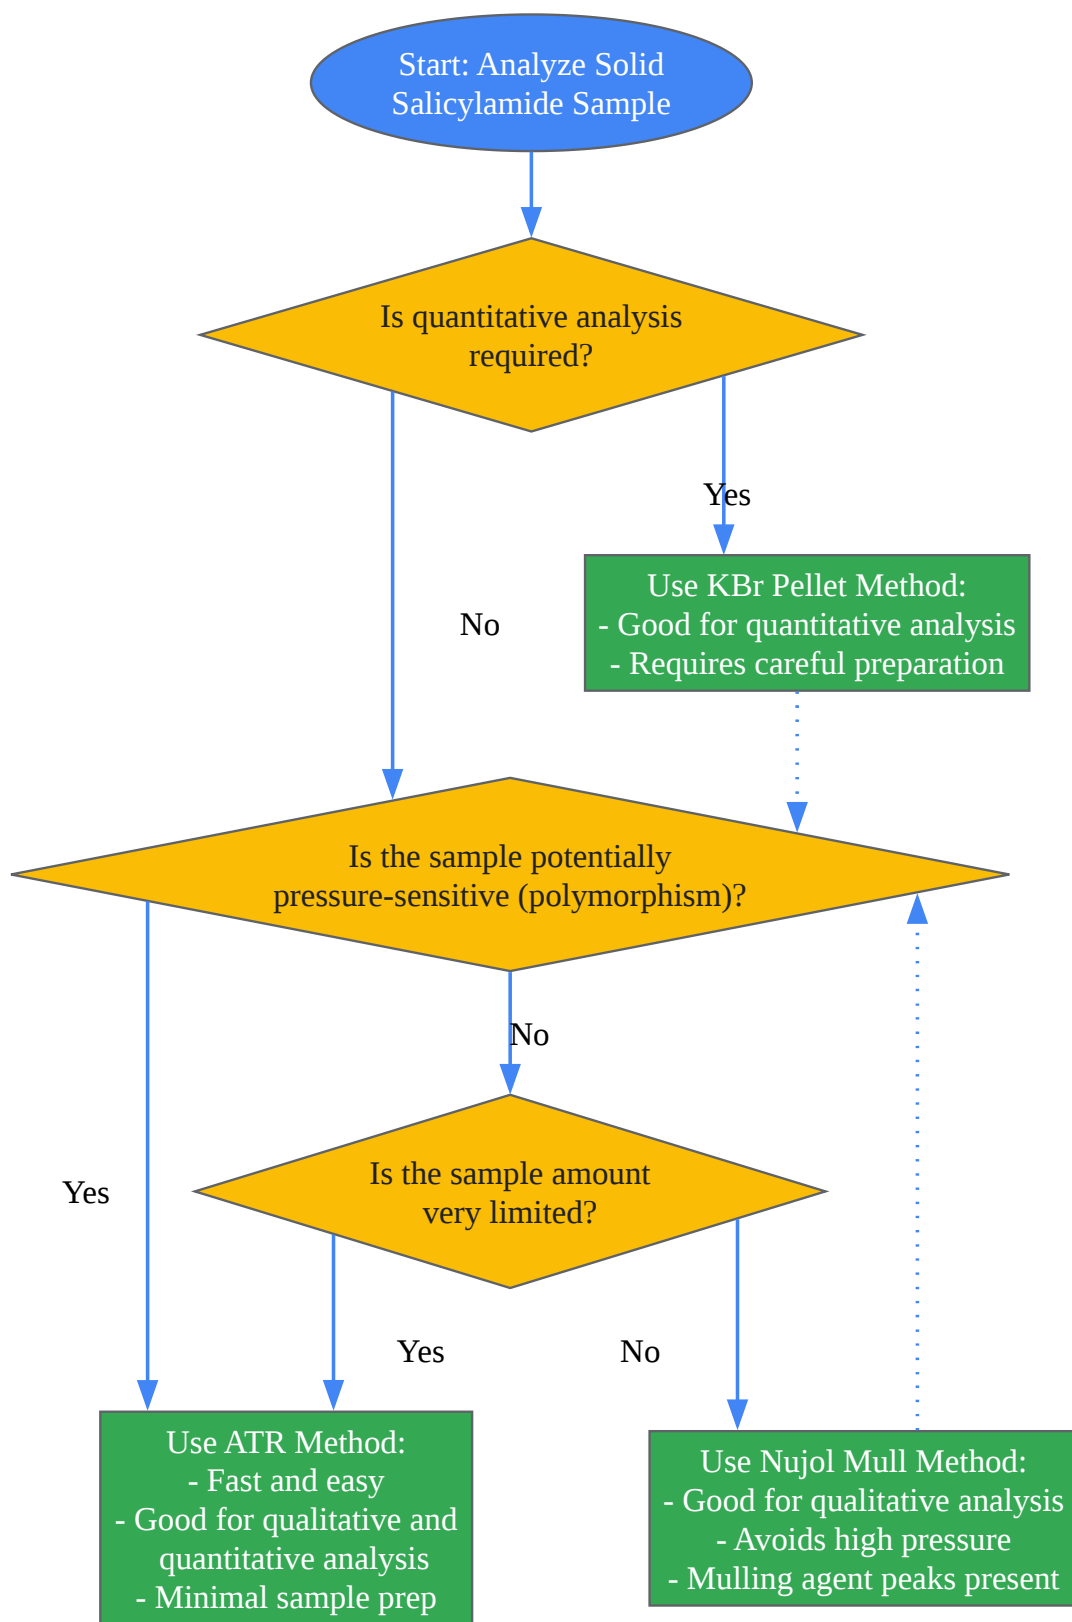 Start: Analyze Solid
Salicylamide Sample
Is quantitative analysis
required?
Yes
Use KBr Pellet Method:
- Good for quantitative analysis
- Requires careful preparation
No
Is the sample potentially
pressure-sensitive (polymorphism)?
No
Is the sample amount
very limited?
Yes
Yes
No
Use ATR Method:
- Fast and easy
- Good for qualitative and
quantitative analysis
- Minimal sample prep
Use Nujol Mull Method:
- Good for qualitative analysis
- Avoids high pressure
- Mulling agent peaks present